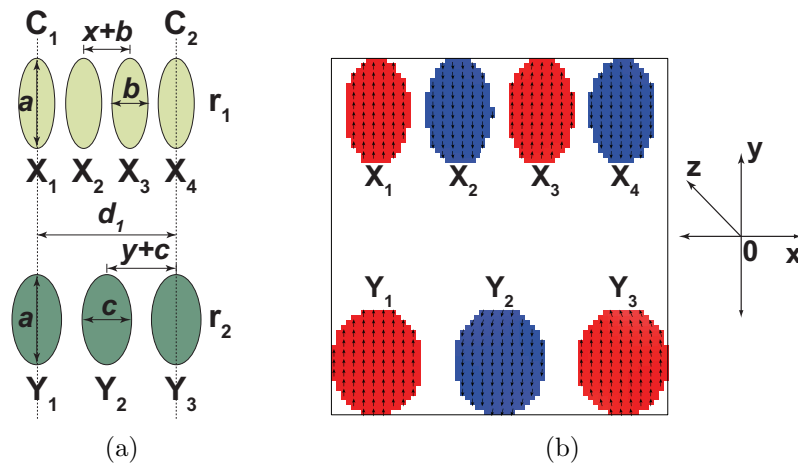 C₁ C₂
x+b
a b r₁
X₁ X₂ X₃ X₄
d₁
y+c
a c r₂
Y₁ Y₂ Y₃
(a)
X₁ X₂ X₃ X₄
Y₁ Y₂ Y₃
(b)
y
z
0 x